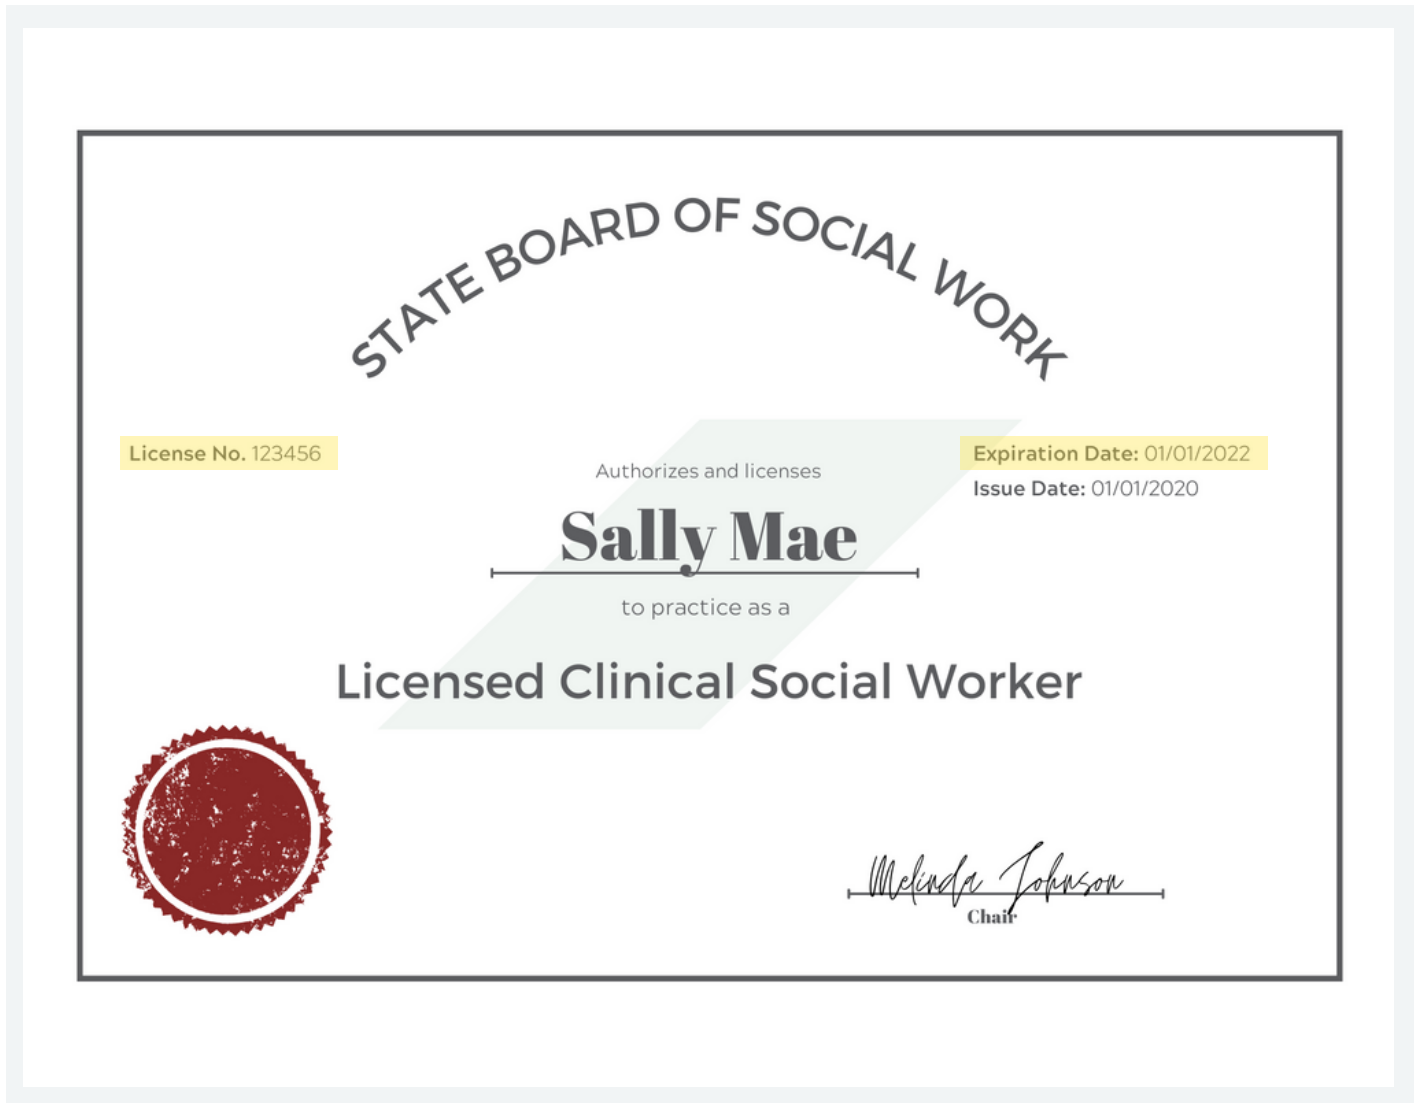 STATE BOARD OF SOCIAL WORK
License No. 123456
Expiration Date: 01/01/2022
Issue Date: 01/01/2020
Authorizes and licenses
Sally Mae
to practice as a
Licensed Clinical Social Worker
Melinda Johnson
Chair